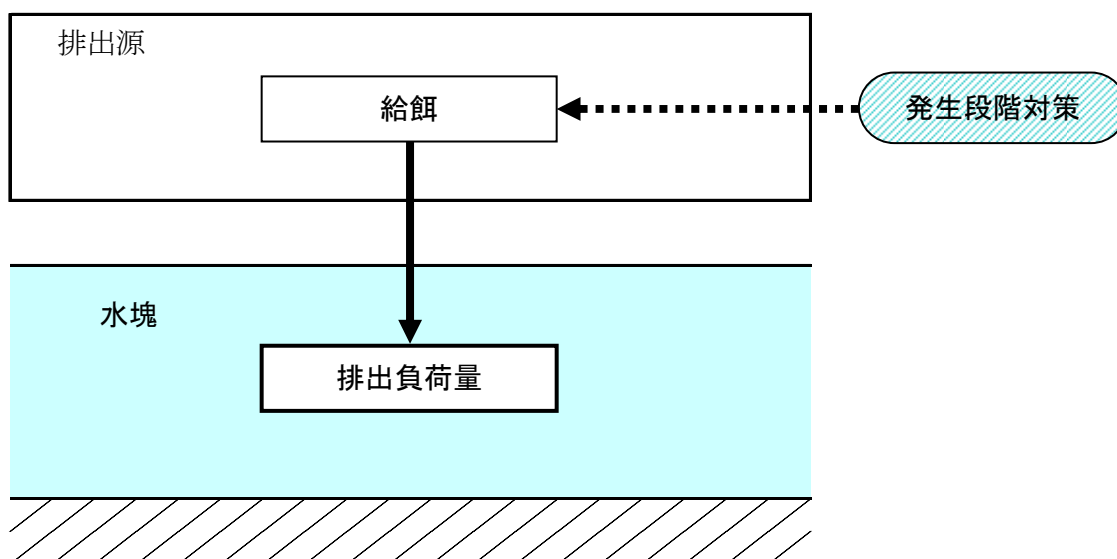 排出源
給餌
発生段階対策
水塊
排出負荷量